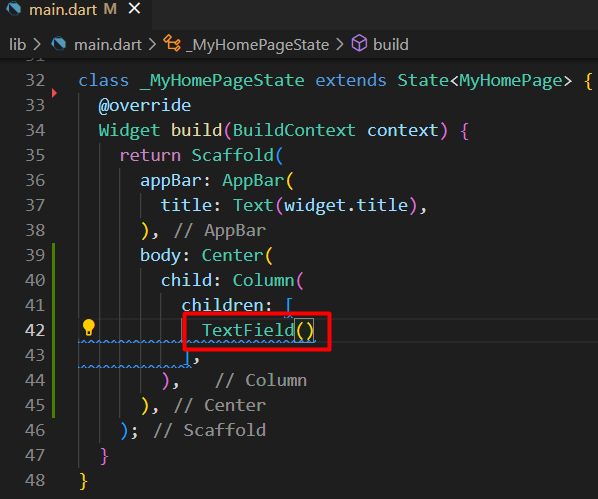 main.dart M ×
lib > main.dart > _MyHomePageState > build
32 class _MyHomePageState extends State<MyHomePage> {
33   @override
34   Widget build(BuildContext context) {
35     return Scaffold(
36       appBar: AppBar(
37         title: Text(widget.title),
38       ), // AppBar
39       body: Center(
40         child: Column(
41           children: [
42             TextField()
43           ],
44         ),   // Column
45       ), // Center
46     ); // Scaffold
47   }
48 }